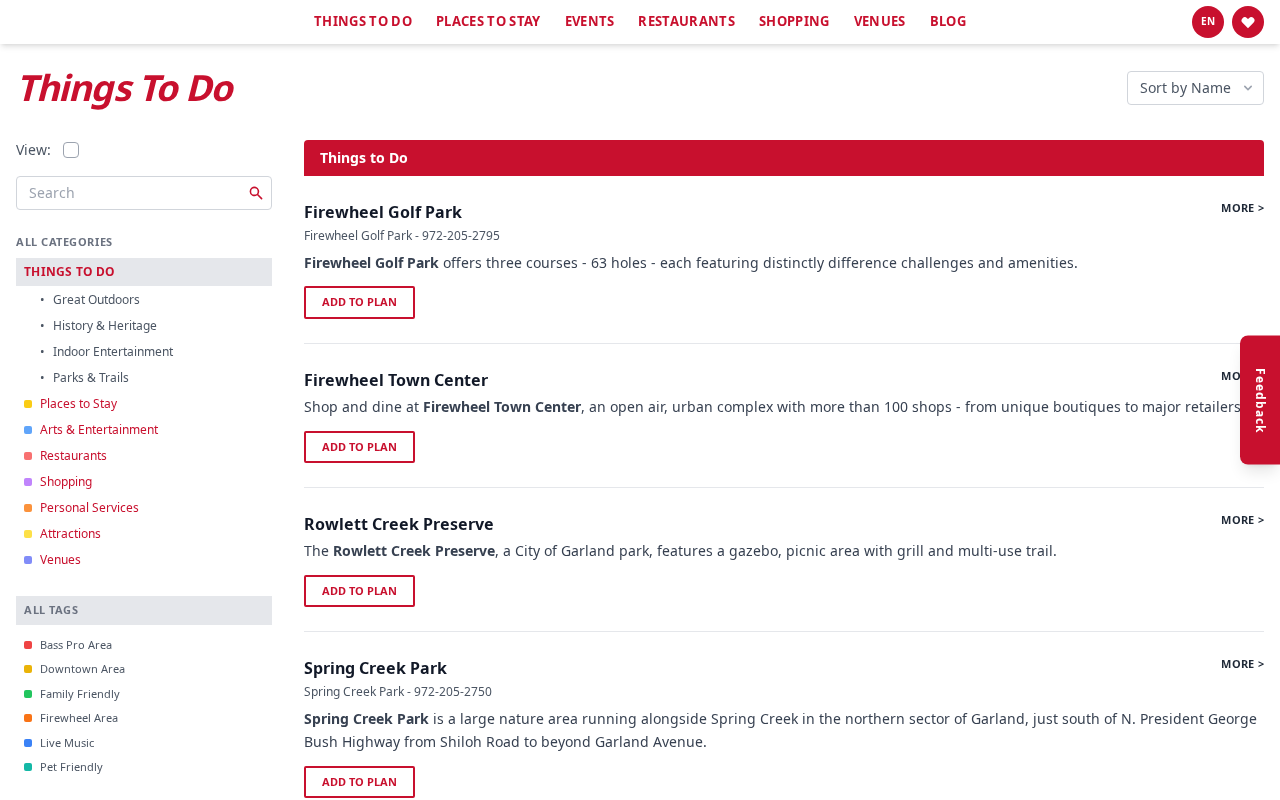 THINGS TO DO PLACES TO STAY EVENTS RESTAURANTS SHOPPING VENUES BLOG EN
Things To Do
Sort by Name
View:
Search
ALL CATEGORIES
THINGS TO DO
• Great Outdoors
• History & Heritage
• Indoor Entertainment
• Parks & Trails
Places to Stay
Arts & Entertainment
Restaurants
Shopping
Personal Services
Attractions
Venues
ALL TAGS
Bass Pro Area
Downtown Area
Family Friendly
Firewheel Area
Live Music
Pet Friendly
Things to Do
Firewheel Golf Park
MORE >
Firewheel Golf Park - 972-205-2795
Firewheel Golf Park offers three courses - 63 holes - each featuring distinctly difference challenges and amenities.
ADD TO PLAN
Firewheel Town Center
Shop and dine at Firewheel Town Center, an open air, urban complex with more than 100 shops - from unique boutiques to major retailers
ADD TO PLAN
Rowlett Creek Preserve
MORE >
The Rowlett Creek Preserve, a City of Garland park, features a gazebo, picnic area with grill and multi-use trail.
ADD TO PLAN
Spring Creek Park
MORE >
Spring Creek Park - 972-205-2750
Spring Creek Park is a large nature area running alongside Spring Creek in the northern sector of Garland, just south of N. President George
Bush Highway from Shiloh Road to beyond Garland Avenue.
ADD TO PLAN
Feedback